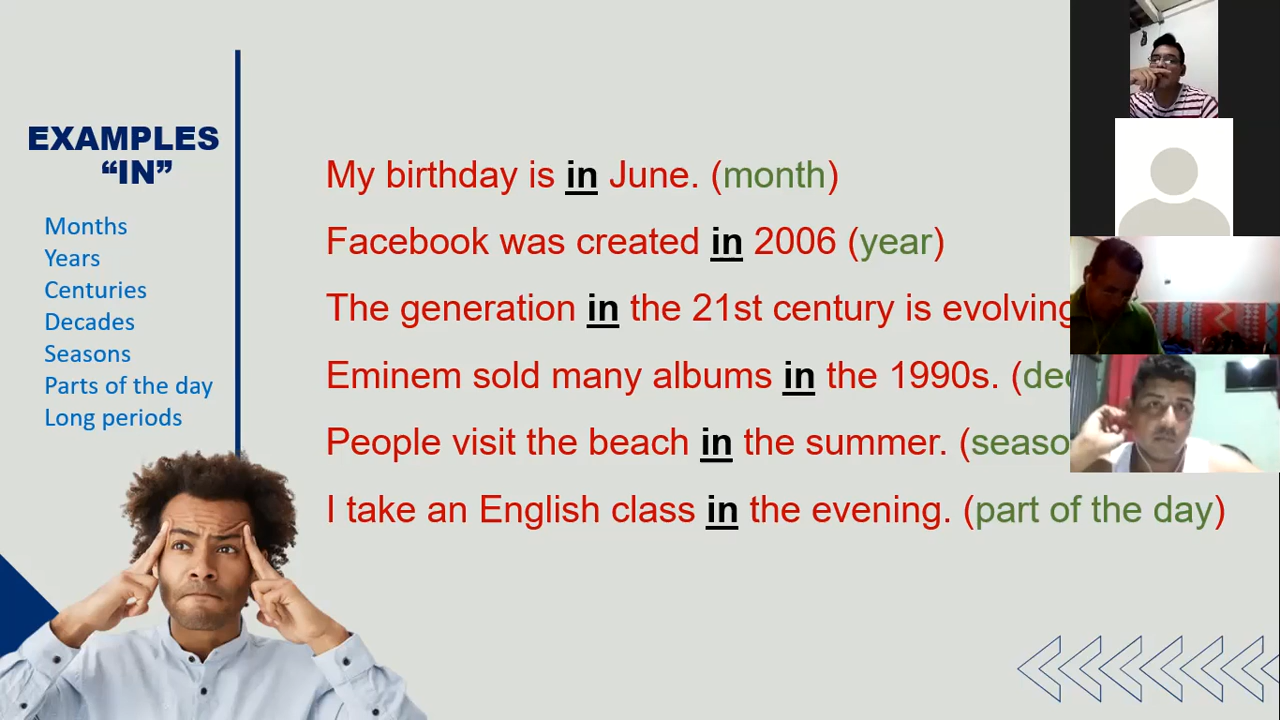 EXAMPLES
“IN”
Months
Years
Centuries
Decades
Seasons
Parts of the day
Long periods
My birthday is in June. (month)
Facebook was created in 2006 (year)
The generation in the 21st century is evolving
Eminem sold many albums in the 1990s. (
People visit the beach in the summer. (
I take an English class in the evening. (part of the day)